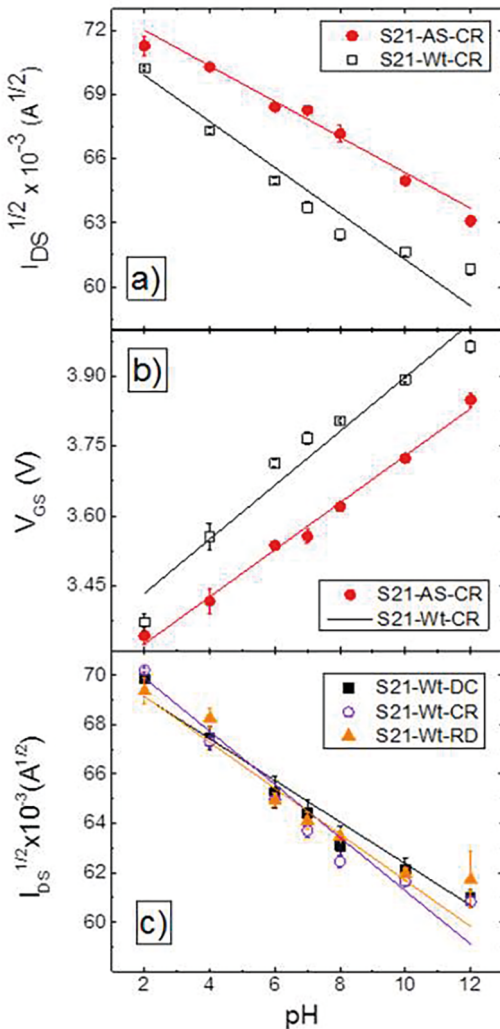 72
69
66
63
60
I_DS^1/2 x 10^-3 (A^1/2)
S21-AS-CR
S21-Wt-CR
a)
3.90
3.75
3.60
3.45
V_GS (V)
b)
S21-AS-CR
S21-Wt-CR
70
68
66
64
62
60
I_DS^1/2x10^-3(A^1/2)
S21-Wt-DC
S21-Wt-CR
S21-Wt-RD
c)
2 4 6 8 10 12
pH